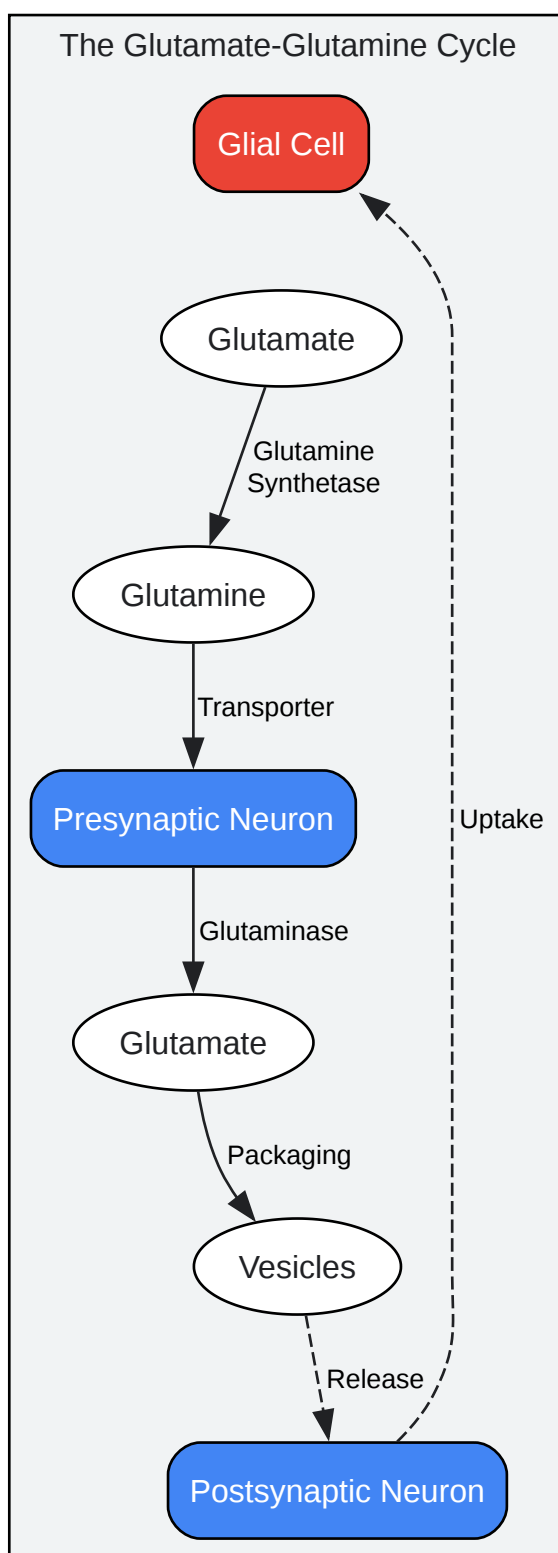 The Glutamate-Glutamine Cycle
Glial Cell
Glutamate
Glutamine
Synthetase
Glutamine
Transporter
Presynaptic Neuron
Uptake
Glutaminase
Glutamate
Packaging
Vesicles
Release
Postsynaptic Neuron